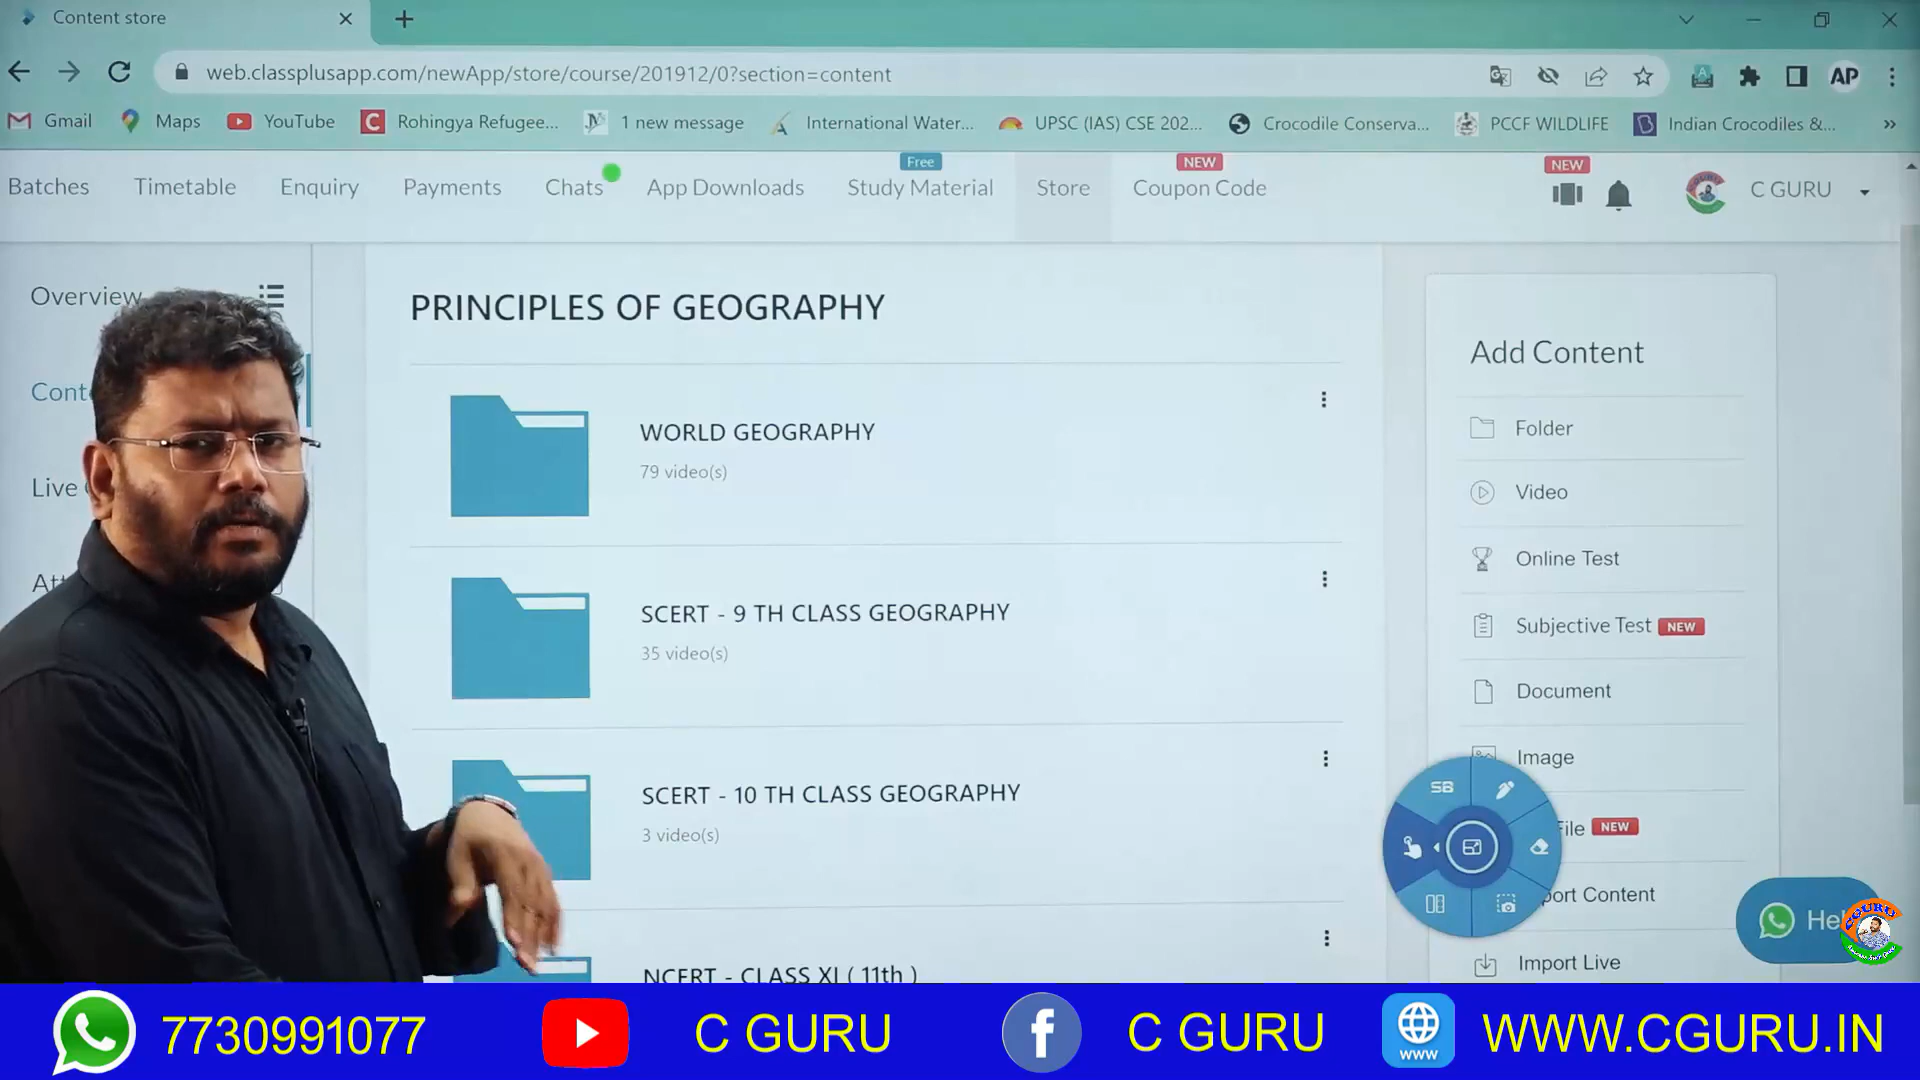 Content store
web.classplusapp.com/newApp/store/course/201912/0?section=content
AP
Gmail
Maps
YouTube
Rohingya Refugee...
1 new message
International Water...
UPSC (IAS) CSE 202...
Crocodile Conserva...
PCCF WILDLIFE
Indian Crocodiles &...
»
Batches
Timetable
Enquiry
Payments
Chats
App Downloads
Free
Study Material
Store
NEW
Coupon Code
NEW
C GURU
Overview
Live
PRINCIPLES OF GEOGRAPHY
WORLD GEOGRAPHY
79 video(s)
SCERT - 9 TH CLASS GEOGRAPHY
35 video(s)
SCERT - 10 TH CLASS GEOGRAPHY
3 video(s)
NCERT - CLASS XI ( 11th )
Add Content
Folder
Video
Online Test
Subjective Test NEW
Document
Image
File NEW
port Content
Import Live
SB
CGURU
7730991077
C GURU
C GURU
WWW
WWW.CGURU.IN